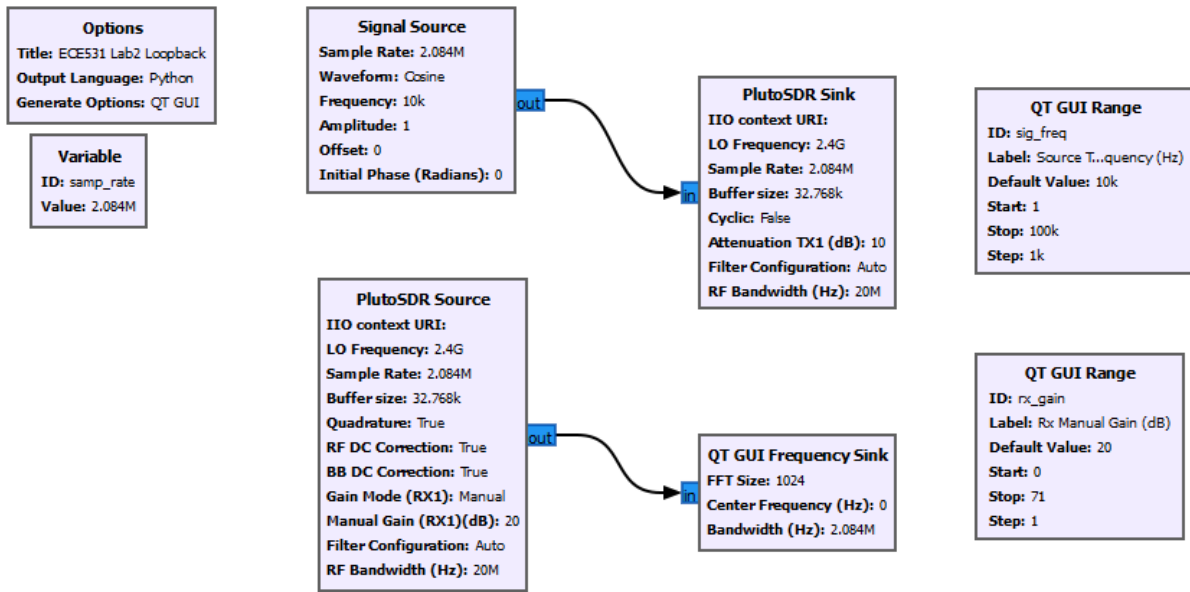 Options
Title: ECE531 Lab2 Loopback
Output Language: Python
Generate Options: QT GUI
Variable
ID: samp_rate
Value: 2.084M
Signal Source
Sample Rate: 2.084M
Waveform: Cosine
Frequency: 10k
Amplitude: 1
Offset: 0
Initial Phase (Radians): 0
out
in
PlutoSDR Sink
IIO context URI:
LO Frequency: 2.4G
Sample Rate: 2.084M
Buffer size: 32.768k
Cyclic: False
Attenuation TX1 (dB): 10
Filter Configuration: Auto
RF Bandwidth (Hz): 20M
QT GUI Range
ID: sig_freq
Label: Source T...quency (Hz)
Default Value: 10k
Start: 1
Stop: 100k
Step: 1k
PlutoSDR Source
IIO context URI:
LO Frequency: 2.4G
Sample Rate: 2.084M
Buffer size: 32.768k
Quadrature: True
RF DC Correction: True
BB DC Correction: True
Gain Mode (RX1): Manual
Manual Gain (RX1)(dB): 20
Filter Configuration: Auto
RF Bandwidth (Hz): 20M
out
in
QT GUI Frequency Sink
FFT Size: 1024
Center Frequency (Hz): 0
Bandwidth (Hz): 2.084M
QT GUI Range
ID: rx_gain
Label: Rx Manual Gain (dB)
Default Value: 20
Start: 0
Stop: 71
Step: 1